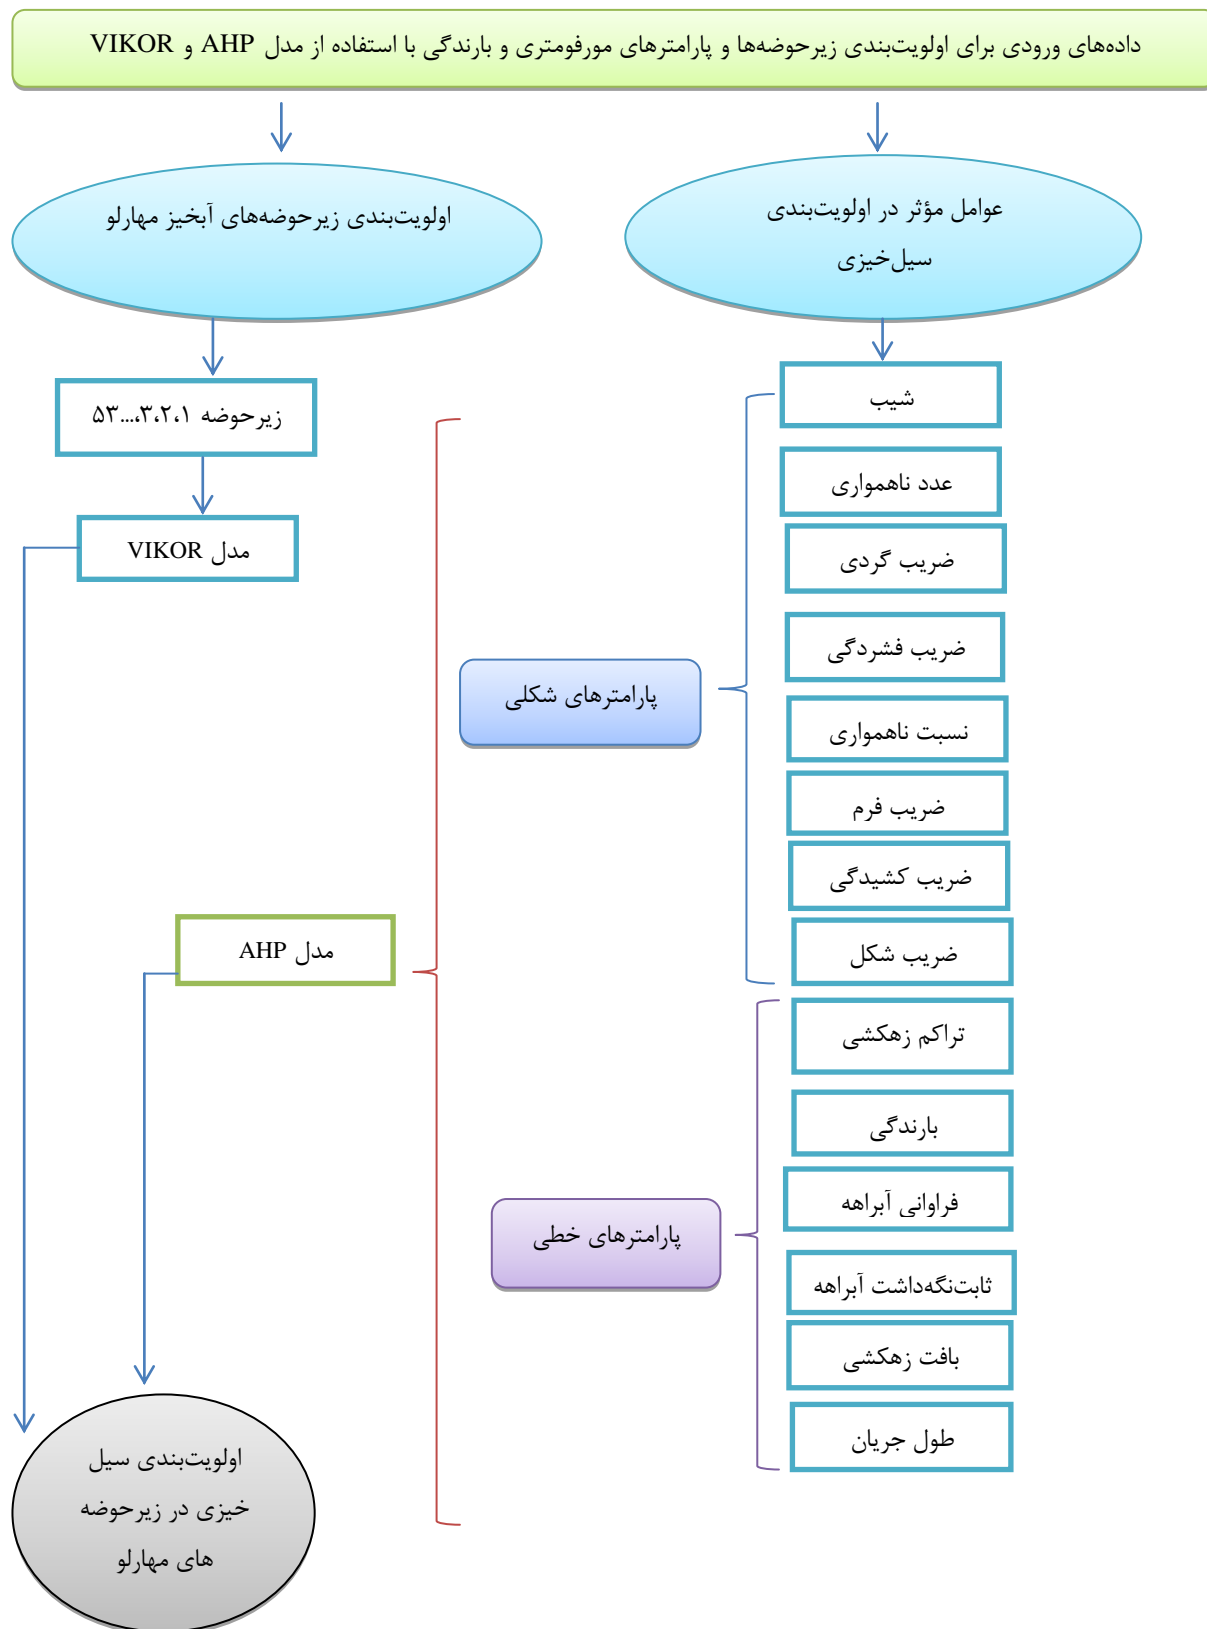 داده‌های ورودی برای اولویت‌بندی زیرحوضه‌ها و پارامترهای مورفومتری و بارندگی با استفاده از مدل AHP و VIKOR
عوامل مؤثر در اولویت‌بندی
سیل‌خیزی
شیب
عدد ناهمواری
ضریب گردی
ضریب فشردگی
نسبت ناهمواری
ضریب فرم
ضریب کشیدگی
ضریب شکل
تراکم زهکشی
بارندگی
فراوانی آبراهه
ثابت‌نگه‌داشت آبراهه
بافت زهکشی
طول جریان
پارامترهای شکلی
پارامترهای خطی
مدل AHP
اولویت‌بندی زیرحوضه‌های آبخیز مهارلو
زیرحوضه ۱،۲،۳،...۵۳
مدل VIKOR
اولویت‌بندی سیل
خیزی در زیرحوضه
های مهارلو